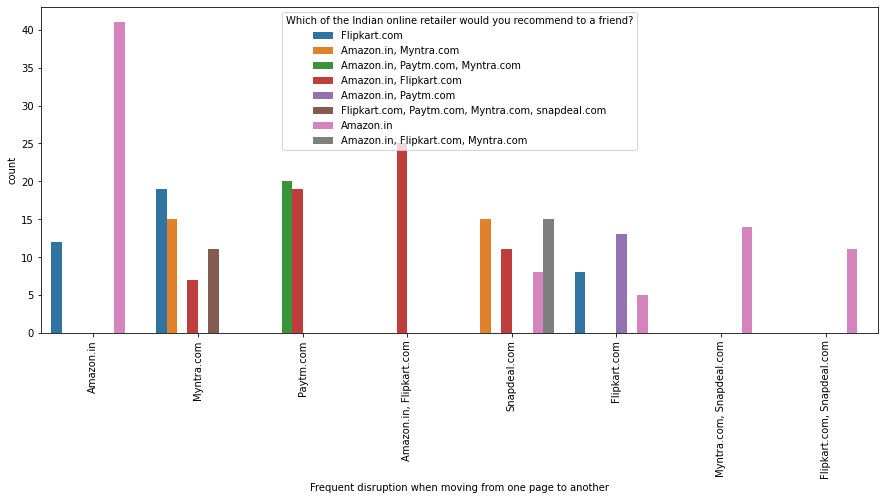 Which of the Indian online retailer would you recommend to a friend?
Flipkart.com
Amazon.in, Myntra.com
Amazon.in, Paytm.com, Myntra.com
Amazon.in, Flipkart.com
Amazon.in, Paytm.com
Flipkart.com, Paytm.com, Myntra.com, snapdeal.com
Amazon.in
Amazon.in, Flipkart.com, Myntra.com
count
40
35
30
25
20
15
10
5
0
Amazon.in
Myntra.com
Paytm.com
Amazon.in, Flipkart.com
Snapdeal.com
Flipkart.com
Myntra.com, Snapdeal.com
Flipkart.com, Snapdeal.com
Frequent disruption when moving from one page to another